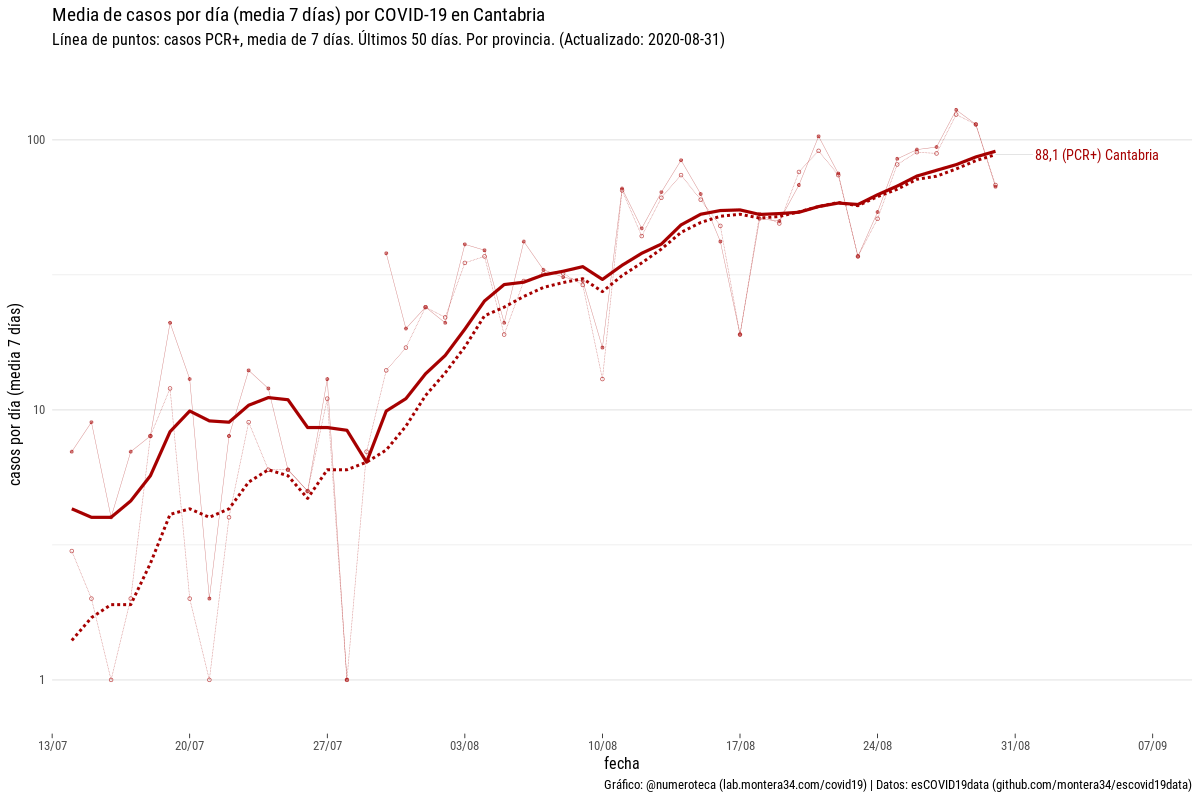 Media de casos por día (media 7 días) por COVID-19 en Cantabria
Línea de puntos: casos PCR+, media de 7 días. Últimos 50 días. Por provincia. (Actualizado: 2020-08-31)
100
88,1 (PCR+) Cantabria
casos por día (media 7 días)
10
1
13/07 20/07 27/07 03/08 10/08 17/08 24/08 31/08 07/09
fecha
Gráfico: @numeroteca (lab.montera34.com/covid19) | Datos: esCOVID19data (github.com/montera34/escovid19data)